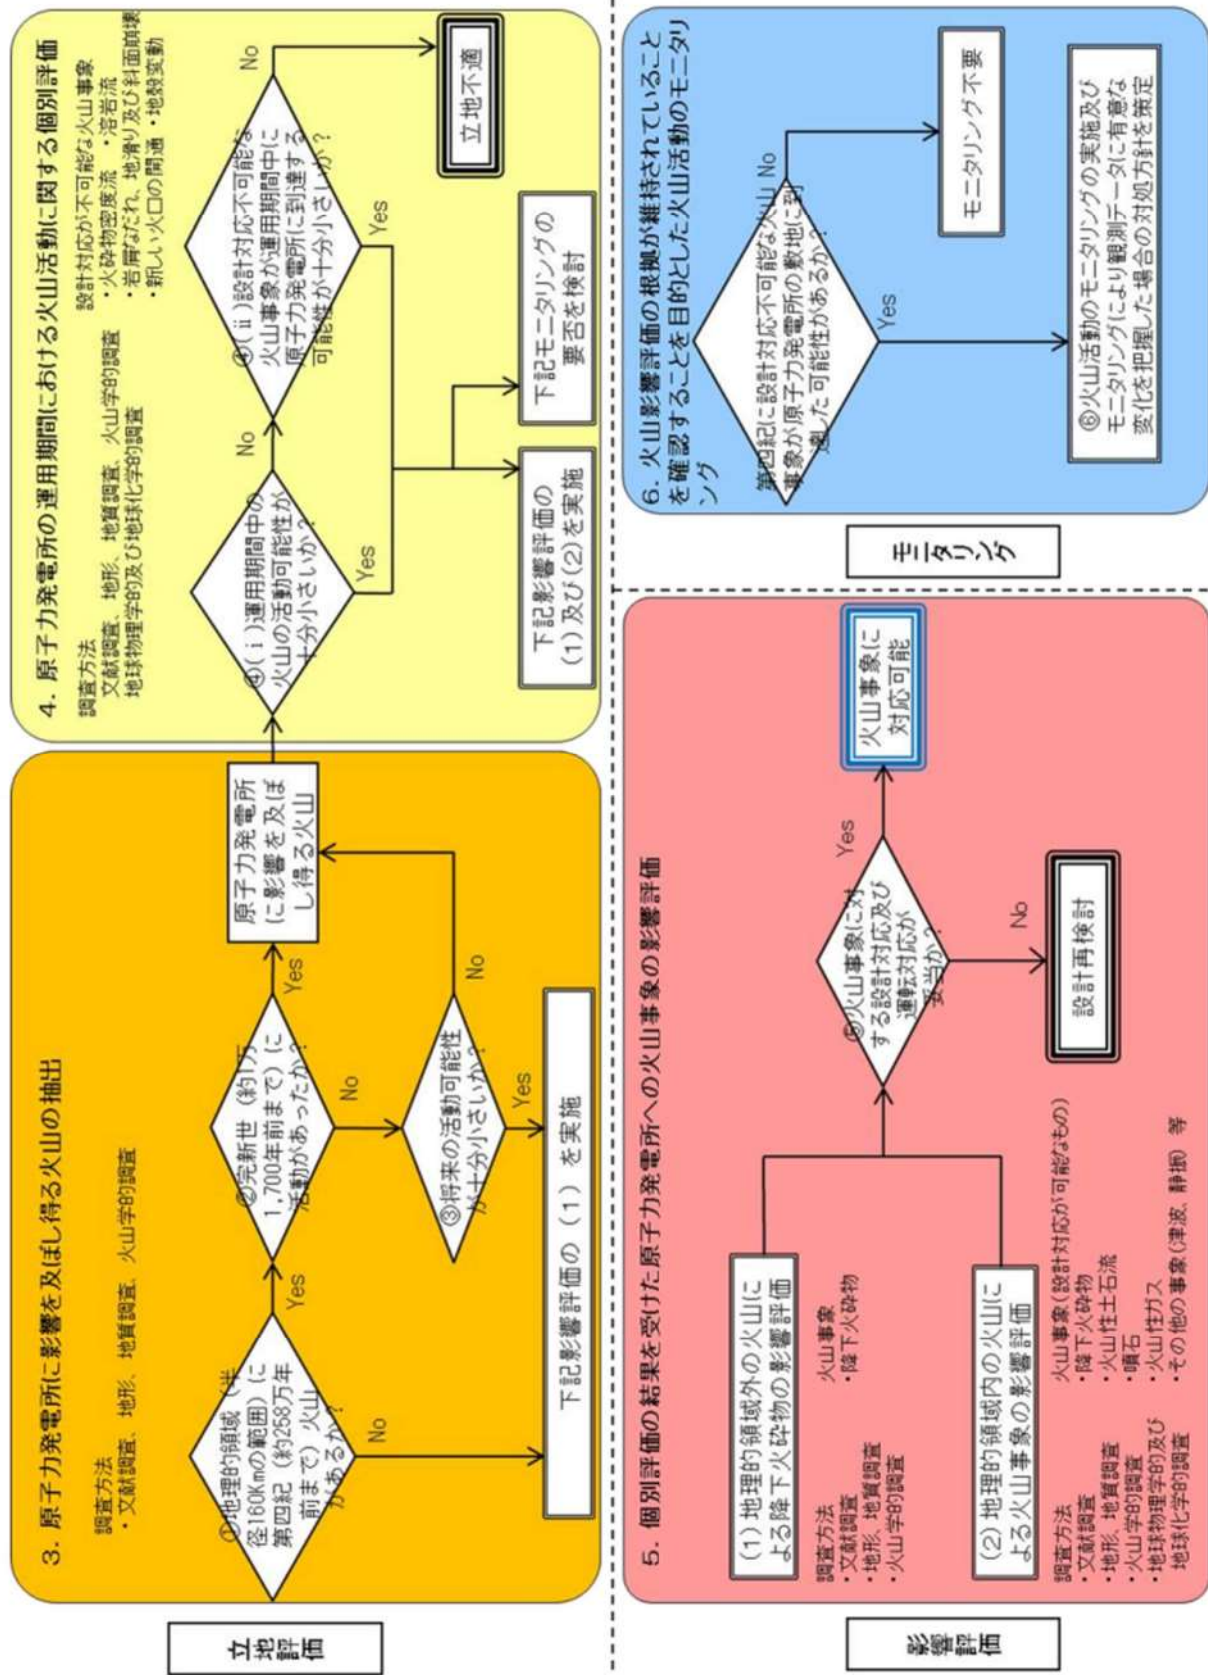 立地評価
3. 原子力発電所に影響を及ぼし得る火山の抽出
調査方法
・文献調査、地形、地質調査、火山学的調査
①地理的領域（半
径160Kmの範囲）に
第四紀（約258万年
前まで）火山
があるか？
Yes
No
②完新世（約1万
1,700年前まで）に
活動があったか？
Yes
No
③将来の活動可能性
が十分小さいか？
No
Yes
原子力発電所
に影響を及ぼ
し得る火山
下記影響評価の（1）を実施
4. 原子力発電所の運用期間における火山活動に関する個別評価
調査方法
文献調査、地形、地質調査、火山学的調査
地球物理学的及び地球化学的調査
設計対応が不可能な火山事象
・火砕物密度流 ・溶岩流
・岩屑なだれ、地滑り及び斜面崩壊
・新しい火口の開通 ・地殻変動
④(ⅰ)運用期間中の
火山の活動可能性が
十分小さいか？
No
Yes
④(ⅱ)設計対応不可能な
火山事象が運用期間中に
原子力発電所に到達する
可能性が十分小さいか？
No
Yes
立地不適
下記影響評価の
(1)及び(2)を実施
下記モニタリングの
要否を検討
影響評価
5. 個別評価の結果を受けた原子力発電所への火山事象の影響評価
(1)地理的領域外の火山に
よる降下火砕物の影響評価
調査方法
・文献調査
・地形、地質調査
・火山学的調査
火山事象
・降下火砕物
(2)地理的領域内の火山に
よる火山事象の影響評価
調査方法
・文献調査
・地形、地質調査
・火山学的調査
・地球物理学的及び
地球化学的調査
火山事象(設計対応が可能なもの)
・降下火砕物
・火山性土石流
・噴石
・火山性ガス
・その他の事象(津波、静振) 等
⑤火山事象に対
する設計対応及び
運転対応が
妥当か？
Yes
No
火山事象に
対応可能
設計再検討
モニタリング
6. 火山影響評価の根拠が維持されていること
を確認することを目的とした火山活動のモニタリ
ング
第四紀に設計対応不可能な火山
事象が原子力発電所の敷地に到
達した可能性があるか？
No
Yes
モニタリング不要
⑥火山活動のモニタリングの実施及び
モニタリングにより観測データに有意な
変化を把握した場合の対処方針を策定